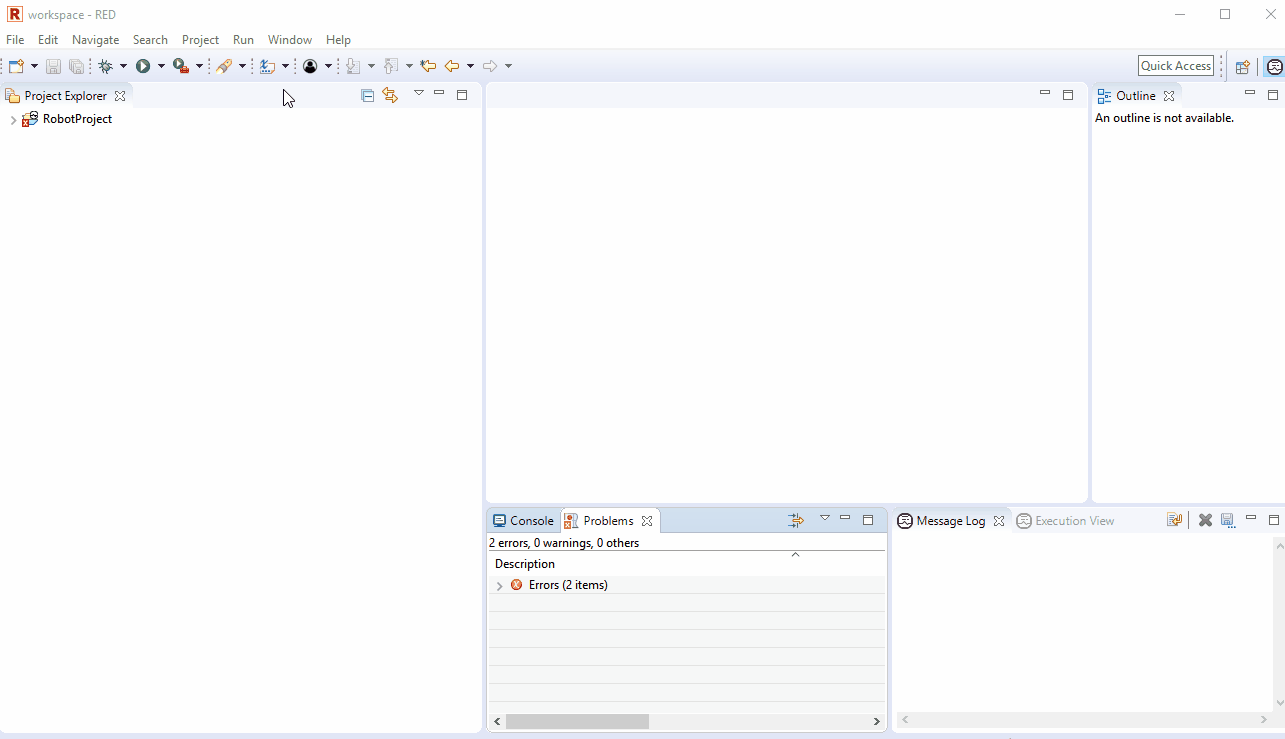 R workspace - RED
File Edit Navigate Search Project Run Window Help
Quick Access
Project Explorer
RobotProject
Outline
An outline is not available.
Console Problems
2 errors, 0 warnings, 0 others
Description
Errors (2 items)
Message Log Execution View